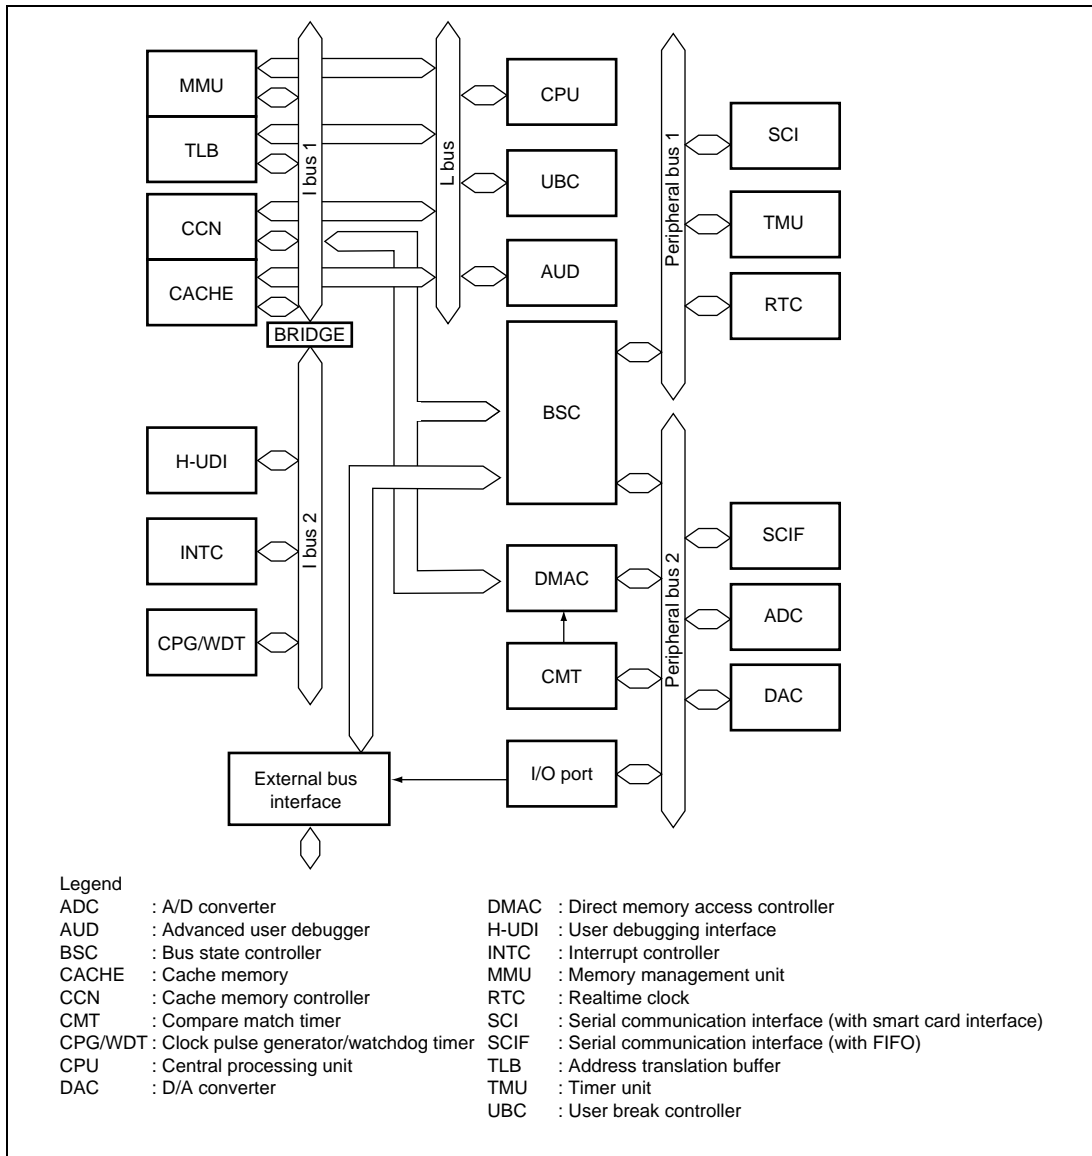 MMU
TLB
CCN
CACHE
I bus 1
BRIDGE
L bus
CPU
UBC
AUD
BSC
Peripheral bus 1
SCI
TMU
RTC
H-UDI
INTC
CPG/WDT
I bus 2
DMAC
CMT
I/O port
Peripheral bus 2
SCIF
ADC
DAC
External bus
interface
Legend
ADC : A/D converter
AUD : Advanced user debugger
BSC : Bus state controller
CACHE : Cache memory
CCN : Cache memory controller
CMT : Compare match timer
CPG/WDT : Clock pulse generator/watchdog timer
CPU : Central processing unit
DAC : D/A converter
DMAC : Direct memory access controller
H-UDI : User debugging interface
INTC : Interrupt controller
MMU : Memory management unit
RTC : Realtime clock
SCI : Serial communication interface (with smart card interface)
SCIF : Serial communication interface (with FIFO)
TLB : Address translation buffer
TMU : Timer unit
UBC : User break controller